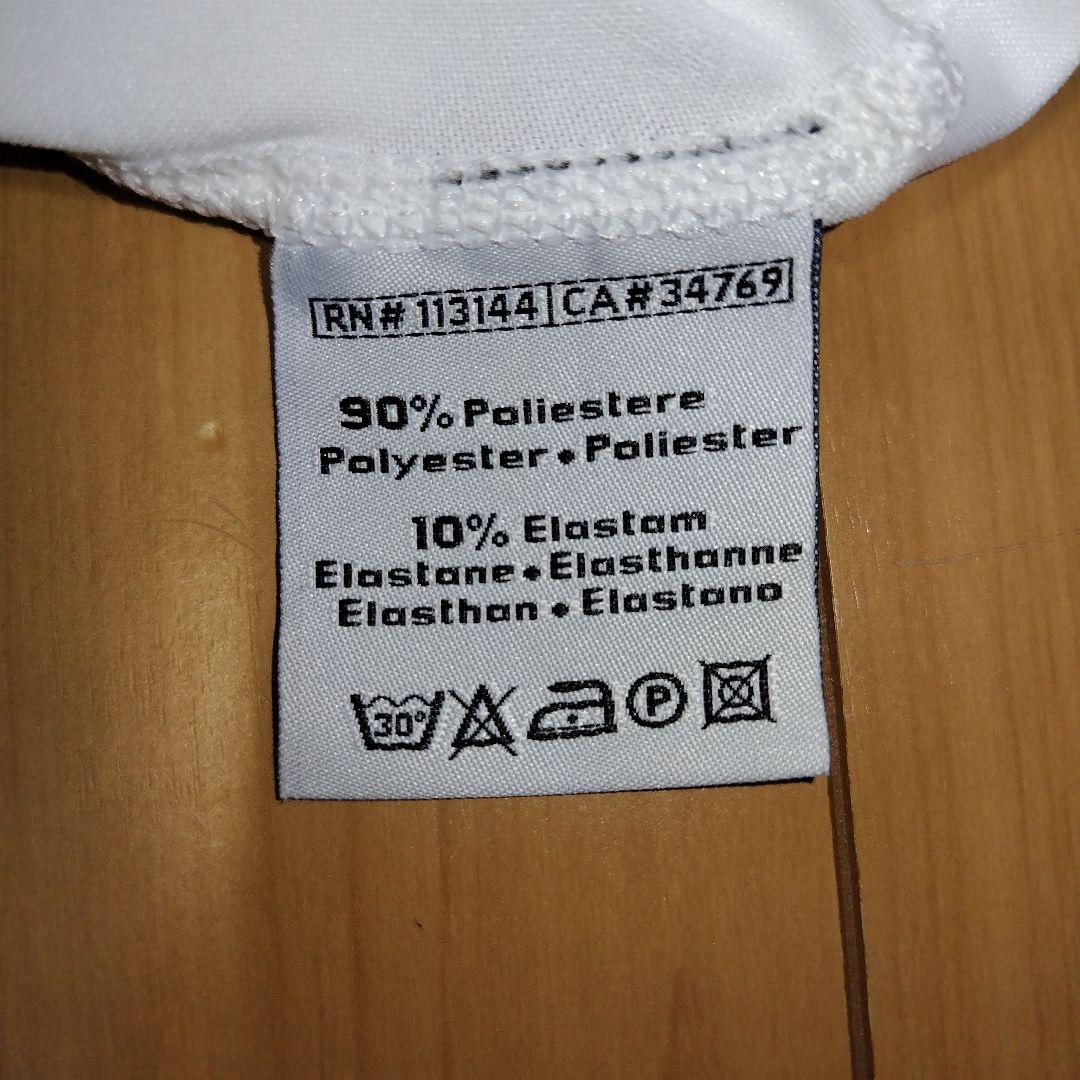 RN# 113144 | CA# 34769
90% Poliestere
Polyester • Poliester
10% Elastam
Elastane • Elasthanne
Elasthan • Elastano
30° P